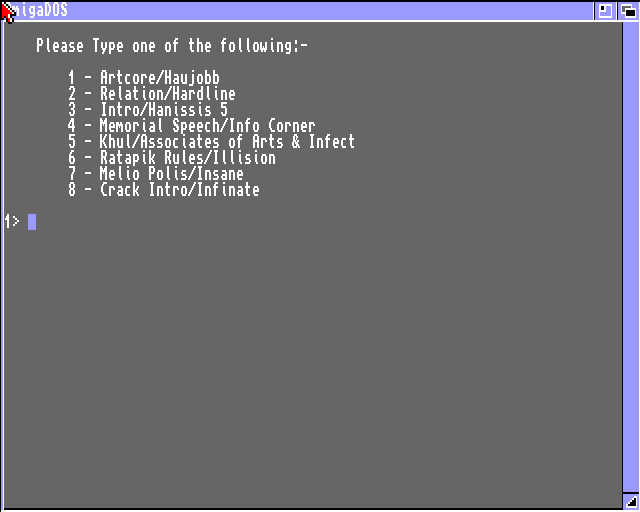 AmigaDOS
Please Type one of the following:-
1 - Artcore/Haujobb
2 - Relation/Hardline
3 - Intro/Hanissis 5
4 - Memorial Speech/Info Corner
5 - Khul/Associates of Arts & Infect
6 - Ratapik Rules/Illision
7 - Melio Polis/Insane
8 - Crack Intro/Infinate
1>